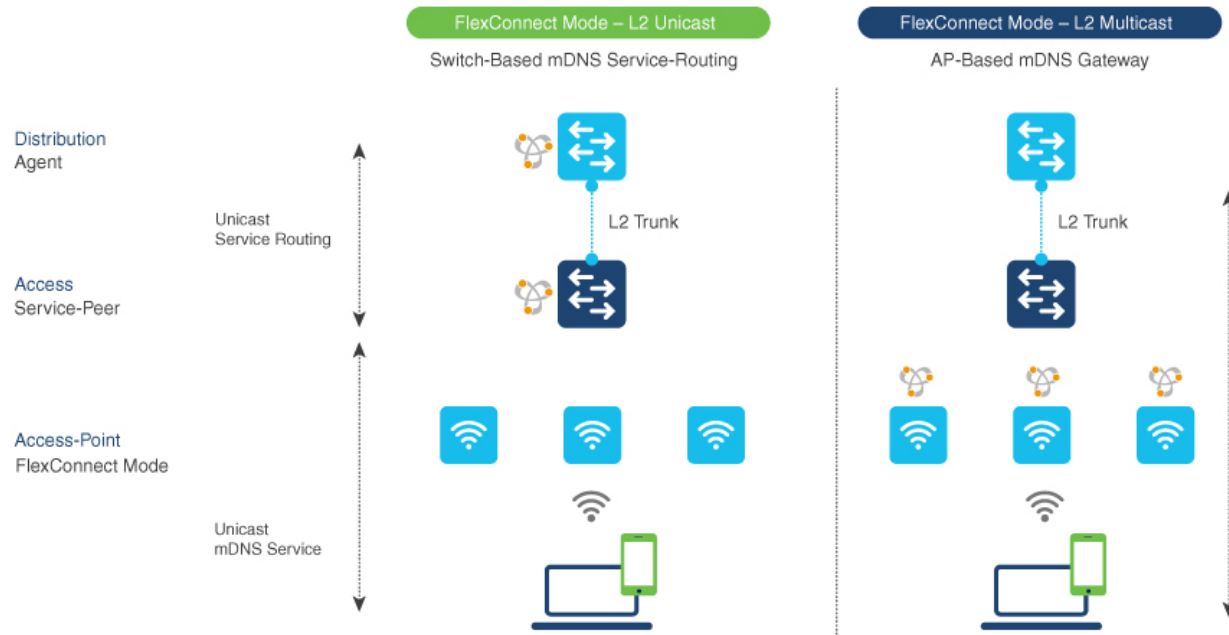 FlexConnect Mode – L2 Unicast
FlexConnect Mode – L2 Multicast
Switch-Based mDNS Service-Routing
AP-Based mDNS Gateway
Distribution
Agent
Unicast
Service Routing
L2 Trunk
L2 Trunk
Access
Service-Peer
Access-Point
FlexConnect Mode
Unicast
mDNS Service